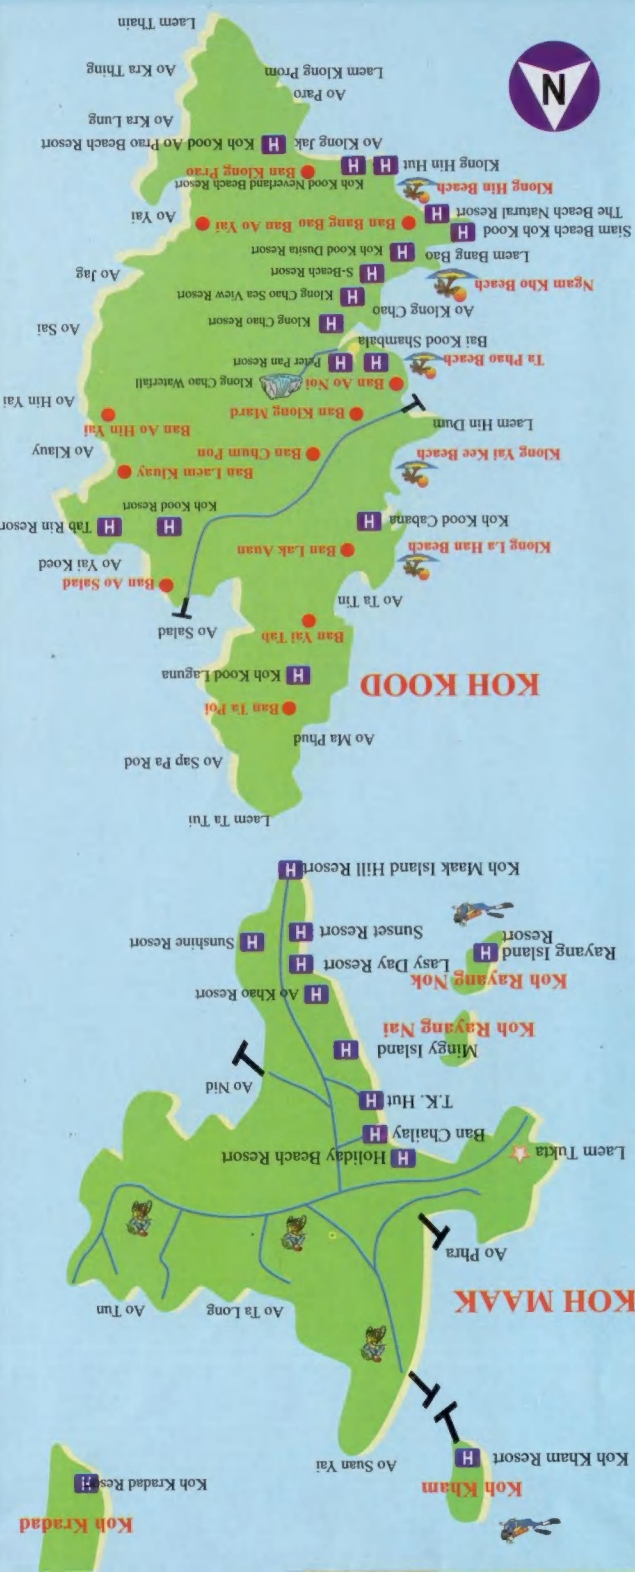 Koh Kradad
Koh Kham
Koh Kradad Res
H
Koh Kham Resort
H
Ao Suan Yai
KOH MAAK
Ao Tun
Ao Ta Long
Ao Phra
Laem Tukta
Holiday Beach Resort
H
Ban Chailay
H
T.K. Hut
H
Ao Nid
Mingy Island
H
Koh Rayang Nai
Ao Khao Resort
H
Koh Rayang Nok
Rayang Island
Resort
H
Lasy Day Resort
H
Sunset Resort
H
Sunshine Resort
H
Koh Maak Island Hill Resort
H
Laem Ta Tui
Ao Sap Pa Rod
Ao Ma Phud
Ban Ta Poi
KOH KOOD
Koh Kood Laguna
H
Ban Yai Tab
Ao Salad
Ao Ta Tin
Ban Ao Salad
Ao Yai Koed
Klong Han La Beach
Ban Lak Auan
Tab Rin Resor
H
Koh Kood Resort
H
Koh Kood Cabana
H
Ban Laem Kluay
Ao Klauy
Ban Chum Pon
Klong Yai Kee Beach
Laem Hin Dum
Ban Ao Hin Yai
Ao Hin Yai
Ban Klong Mard
Ban Ao Noi
Klong Chao Waterfall
Peter Pan Resort
H
H
Ta Phao Beach
Bai Kood Shambala
Ao Sai
Klong Chao Resort
H
Ao Klong Chao
Klong Chao Sea View Resort
H
Ngam Kho Beach
S-Beach Resort
H
Ao Jag
Koh Kood Dusita Resort
H
Laem Bang Bao
Siam Beach Koh Kood
H
The Beach Natural Resort
H
Ban Bang Bao
Ban Ao Yai
Ao Yai
Klong Hin Beach
Koh Kood Neverland Beach Resort
H
Ban Klong Prao
Klong Hin Hut
H
Koh Kood Ao Prao Beach Resort
H
Ao Klong Jak
Ao Kra Lung
Ao Paro
Ao Kra Thing
Laem Klong Prom
Laem Thain
N